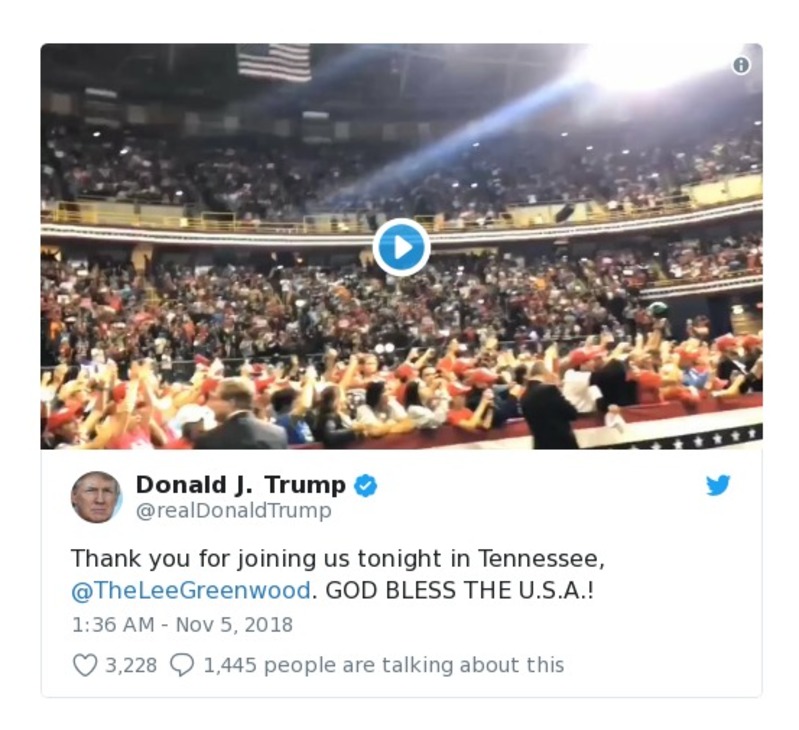 Donald J. Trump
@realDonaldTrump
Thank you for joining us tonight in Tennessee,
@TheLeeGreenwood. GOD BLESS THE U.S.A.!
1:36 AM - Nov 5, 2018
3,228 1,445 people are talking about this